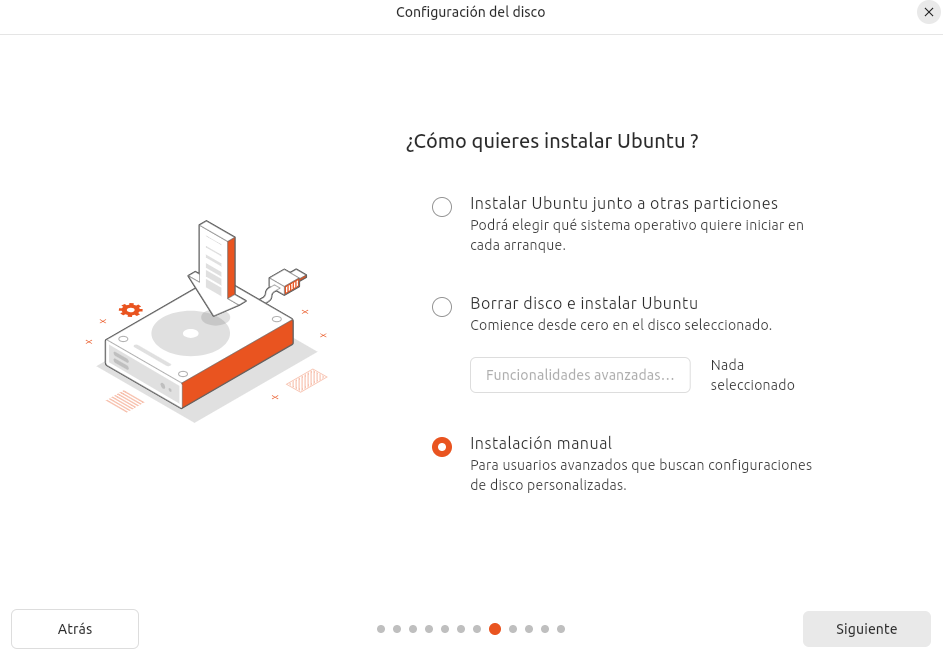 Configuración del disco
¿Cómo quieres instalar Ubuntu ?
Instalar Ubuntu junto a otras particiones
Podrá elegir qué sistema operativo quiere iniciar en
cada arranque.
Borrar disco e instalar Ubuntu
Comience desde cero en el disco seleccionado.
Funcionalidades avanzadas...
Nada
seleccionado
Instalación manual
Para usuarios avanzados que buscan configuraciones
de disco personalizadas.
Atrás
Siguiente